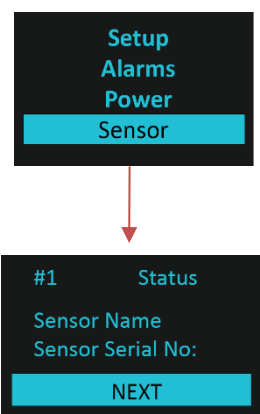 Setup
Alarms
Power
Sensor
#1 Status
Sensor Name
Sensor Serial No:
NEXT